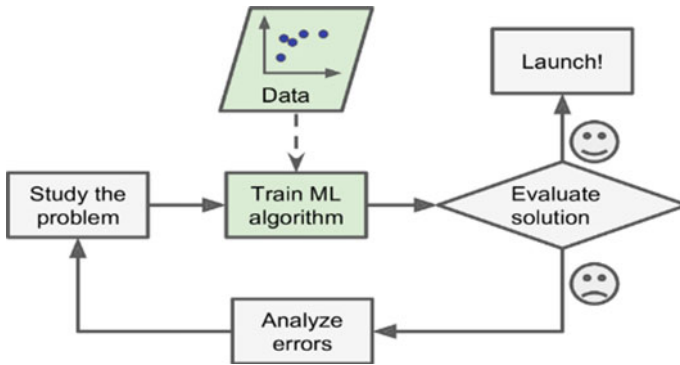 Launch!
Data
Study the
problem
Train ML
algorithm
Evaluate
solution
Analyze
errors